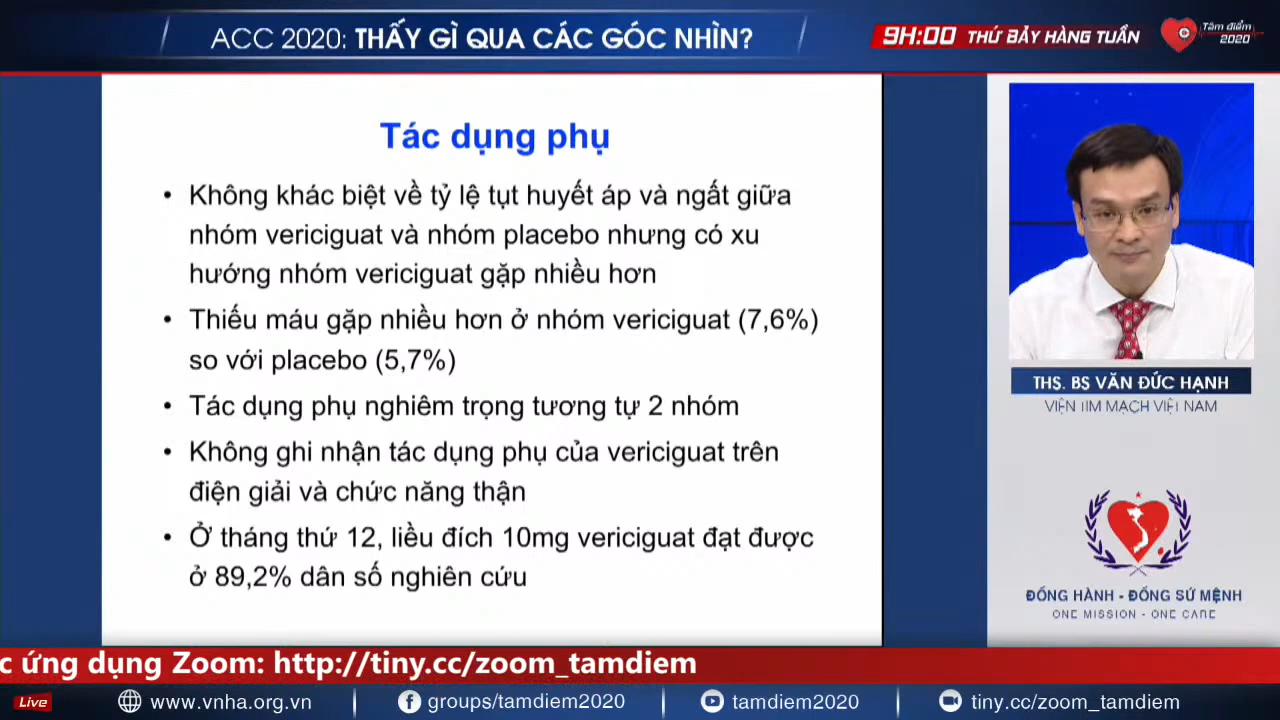 ACC 2020: THẤY GÌ QUA CÁC GÓC NHÌN?
9H:00 THỨ BẢY HÀNG TUẦN
Tâm điểm
2020
Tác dụng phụ
• Không khác biệt về tỷ lệ tụt huyết áp và ngất giữa
nhóm vericiguat và nhóm placebo nhưng có xu
hướng nhóm vericiguat gặp nhiều hơn
• Thiếu máu gặp nhiều hơn ở nhóm vericiguat (7,6%)
so với placebo (5,7%)
• Tác dụng phụ nghiêm trọng tương tự 2 nhóm
• Không ghi nhận tác dụng phụ của vericiguat trên
điện giải và chức năng thận
• Ở tháng thứ 12, liều đích 10mg vericiguat đạt được
ở 89,2% dân số nghiên cứu
THS. BS VĂN ĐỨC HẠNH
VIỆN TIM MẠCH VIỆT NAM
ĐỒNG HÀNH - ĐỒNG SỨ MỆNH
ONE MISSION - ONE CARE
c ứng dụng Zoom: http://tiny.cc/zoom_tamdiem
Live
www.vnha.org.vn
groups/tamdiem2020
tamdiem2020
tiny.cc/zoom_tamdiem